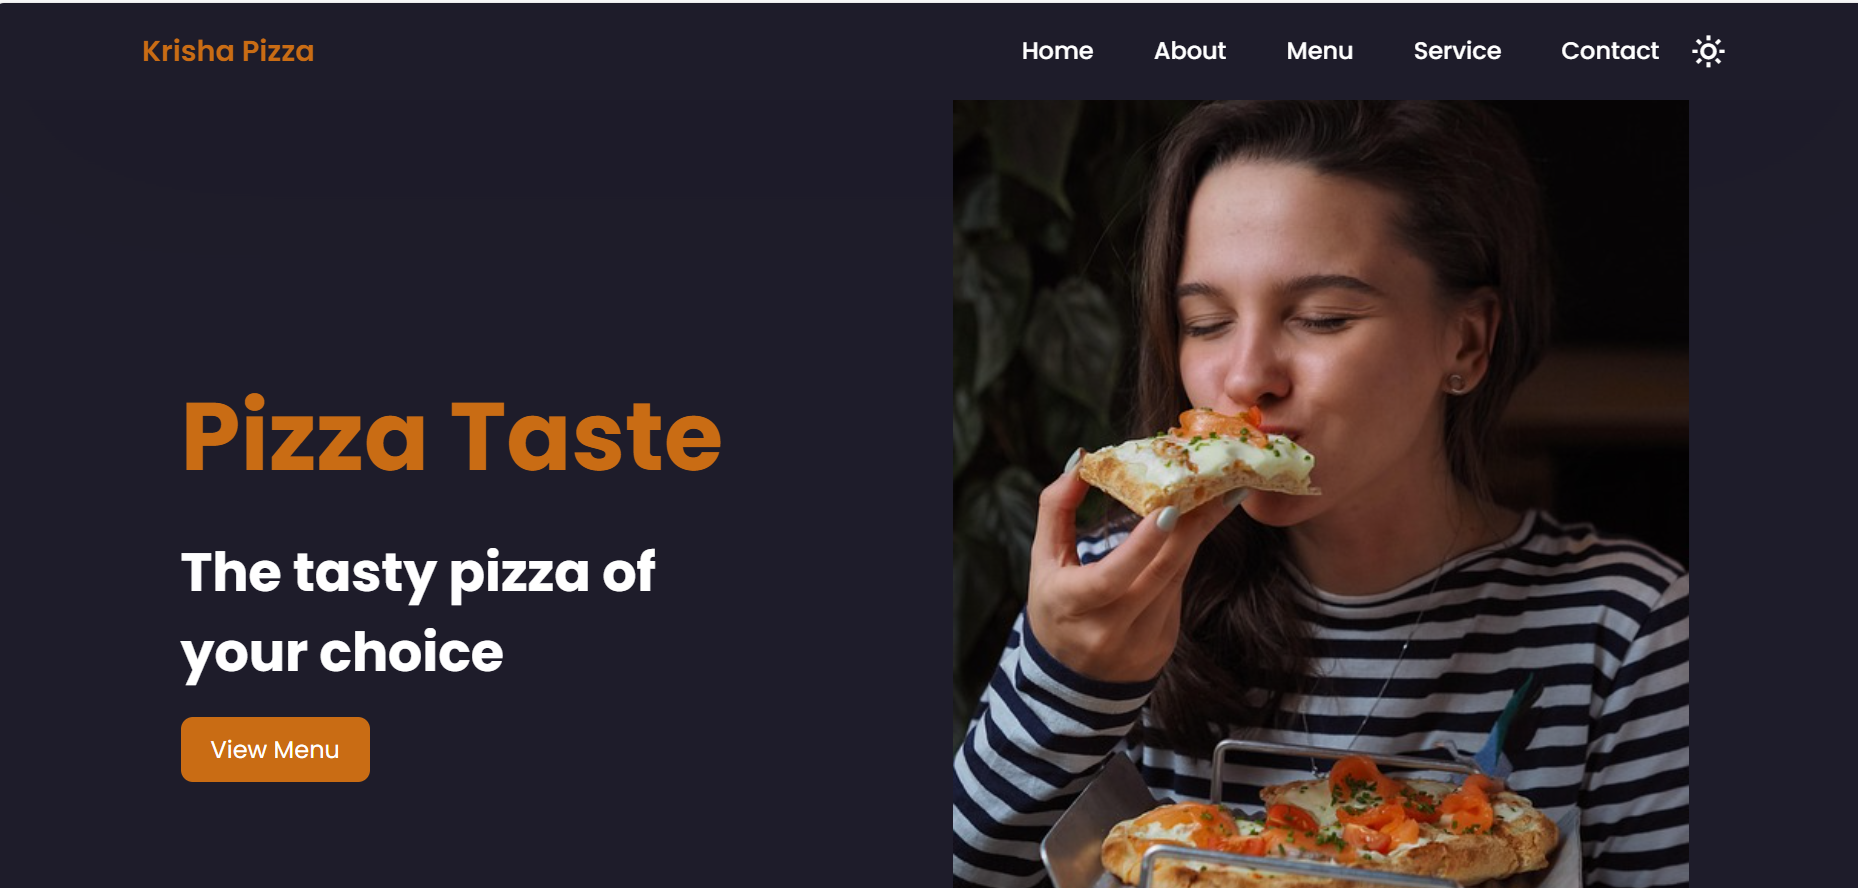 Krisha Pizza
Home About Menu Service Contact
Pizza Taste
The tasty pizza of
your choice
View Menu